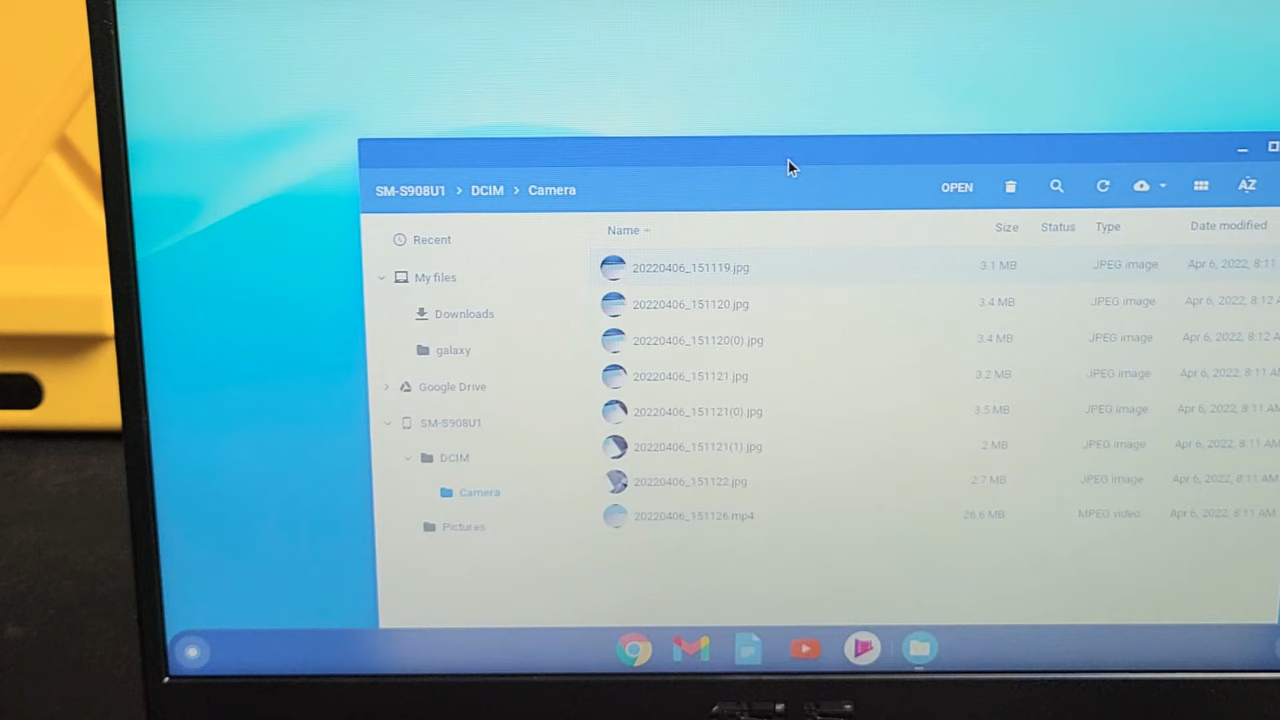 SM-S908U1 > DCIM > Camera
OPEN
AZ
Recent
My files
Downloads
galaxy
Google Drive
SM-S908U1
DCIM
Camera
Pictures
Name Size Status Type Date modified
20220406_151119.jpg 3.1 MB JPEG image Apr 6, 2022, 8:11
20220406_151120.jpg 3.4 MB JPEG image Apr 6, 2022, 8:12 A
20220406_151120(0).jpg 3.4 MB JPEG image Apr 6, 2022, 8:12 A
20220406_151121.jpg 3.2 MB JPEG image Apr 6, 2022, 8:11 A
20220406_151121(0).jpg 3.5 MB JPEG image Apr 6, 2022, 8:11 AM
20220406_151121(1).jpg 2 MB JPEG image Apr 6, 2022, 8:11 AM
20220406_151122.jpg 2.7 MB JPEG image Apr 6, 2022, 8:11 AM
20220406_151126.mp4 26.6 MB MPEG video Apr 6, 2022, 8:11 AM